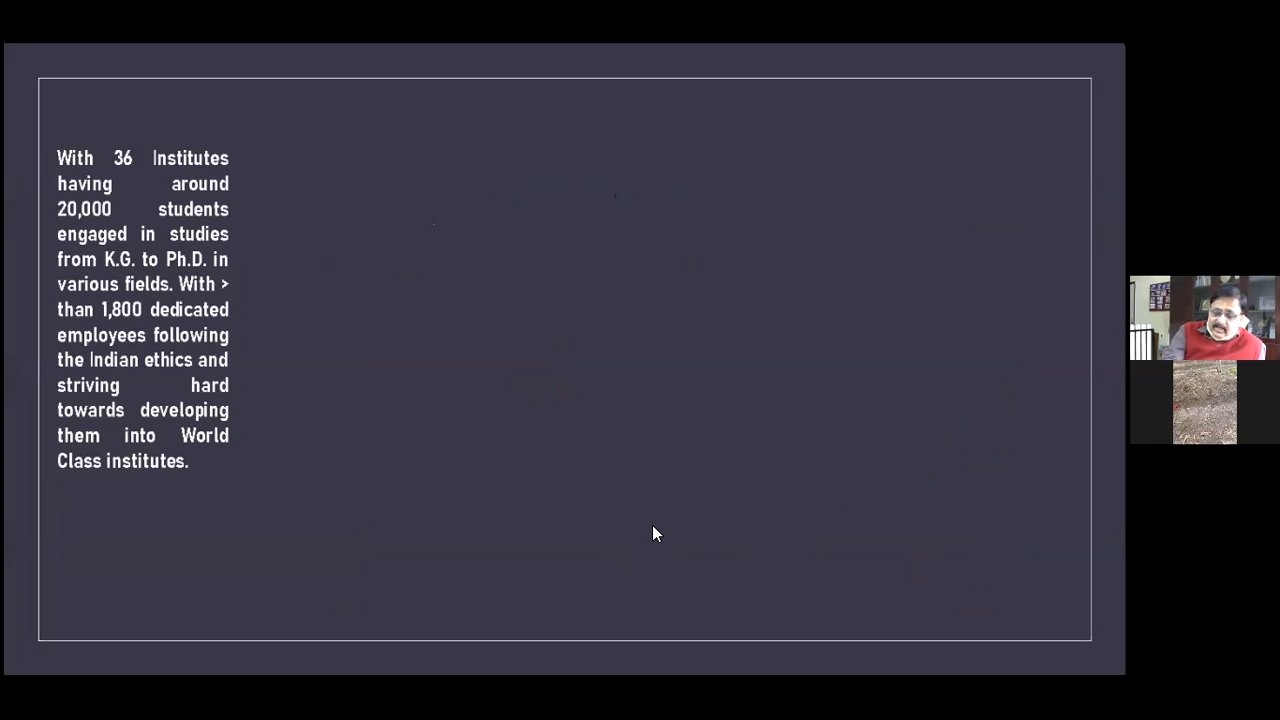 With 36 Institutes
having around
20,000 students
engaged in studies
from K.G. to Ph.D. in
various fields. With >
than 1,800 dedicated
employees following
the Indian ethics and
striving hard
towards developing
them into World
Class institutes.